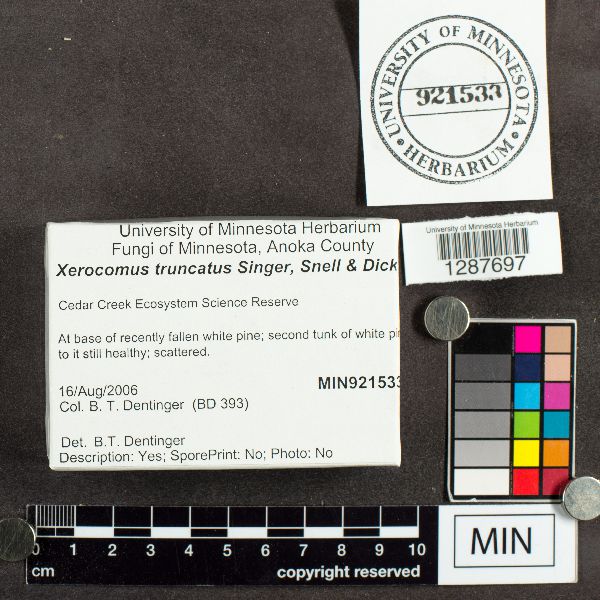 UNIVERSITY OF MINNESOTA
921533
HERBARIUM
University of Minnesota Herbarium
1287697
University of Minnesota Herbarium
Fungi of Minnesota, Anoka County
Xerocomus truncatus Singer, Snell & Dick
Cedar Creek Ecosystem Science Reserve
At base of recently fallen white pine; second tunk of white
to it still healthy; scattered.
16/Aug/2006
MIN921533
Col. B. T. Dentinger (BD 393)
Det. B.T. Dentinger
Description: Yes; SporePrint: No; Photo: No
0 1 2 3 4 5 6 7 8 9 10
cm
copyright reserved
MIN